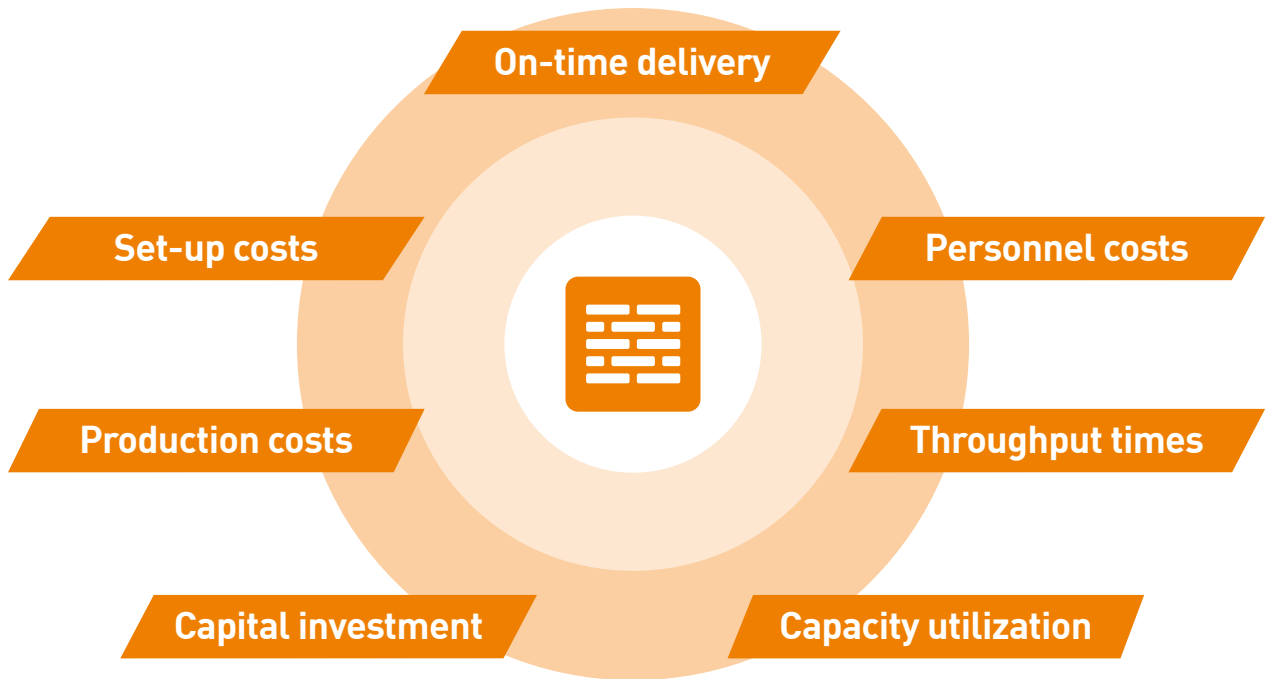 On-time delivery
Set-up costs
Personnel costs
Production costs
Throughput times
Capital investment
Capacity utilization